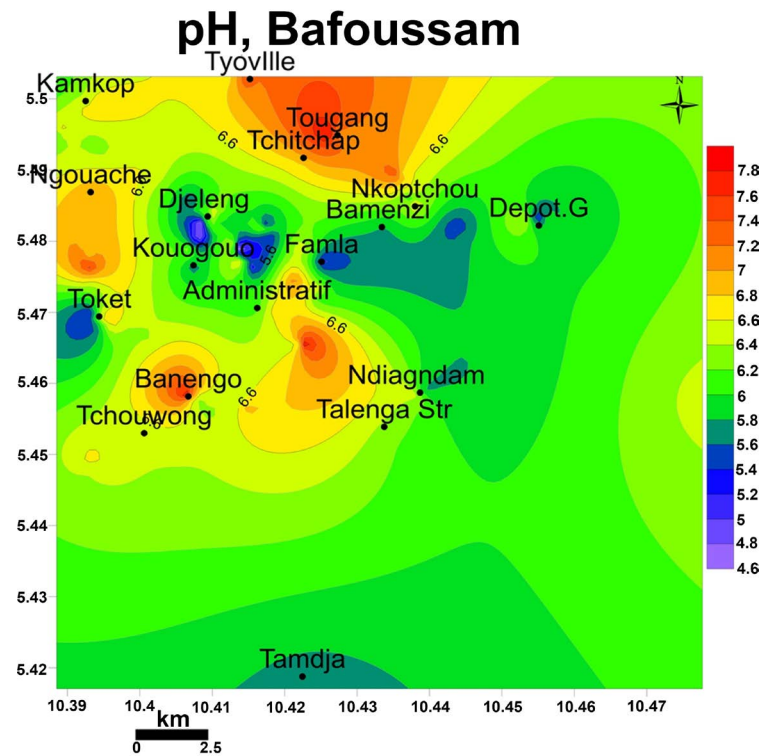 pH, Bafoussam
TyovIlle
Kamkop
5.5
N
Tougang
Tchitchap
6.6
6.6
Ngouache
6.6
7.8
7.6
7.4
7.2
7
6.8
6.6
6.4
6.2
6
5.8
5.6
5.4
5.2
5
4.8
4.6
Djeleng
Nkoptchou
Bamenzi
Depot.G
5.48
Kouogouo
5.6
Famla
Toket
Administratif
5.47
6.6
5.46
Banengo
6.6
Ndiagndam
Tchouwong
6.6
Talenga Str
5.45
5.44
5.43
5.42
Tamdja
10.39 10.4 10.41 10.42 10.43 10.44 10.45 10.46 10.47
km
0 2.5